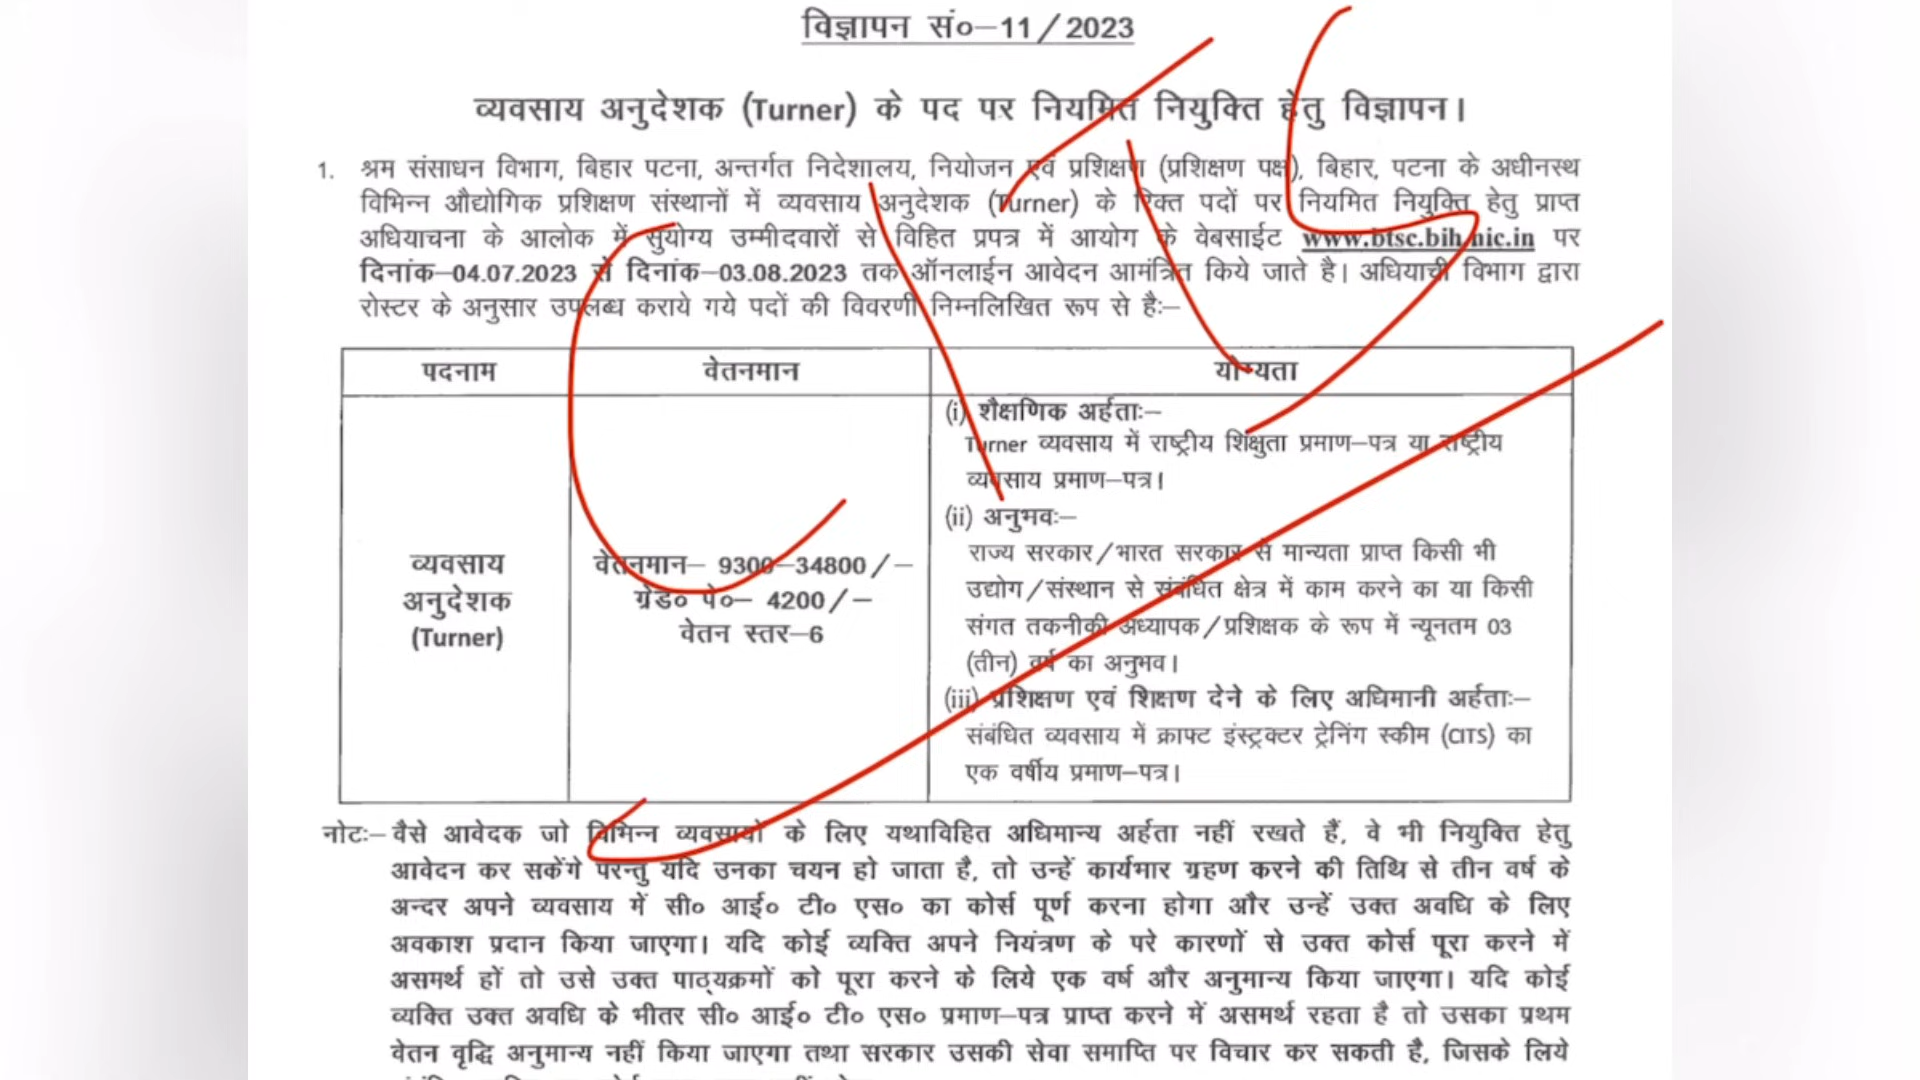 विज्ञापन सं०–11/2023
व्यवसाय अनुदेशक (Turner) के पद पर नियमित नियुक्ति हेतु विज्ञापन।
1. श्रम संसाधन विभाग, बिहार पटना, अन्तर्गत निदेशालय, नियोजन एवं प्रशिक्षण (प्रशिक्षण पक्ष), बिहार, पटना के अधीनस्थ
विभिन्न औद्योगिक प्रशिक्षण संस्थानों में व्यवसाय अनुदेशक (Turner) के रिक्त पदों पर नियमित नियुक्ति हेतु प्राप्त
अधियाचना के आलोक में सुयोग्य उम्मीदवारों से विहित प्रपत्र में आयोग के वेबसाईट www.btsc.bih.nic.in पर
दिनांक–04.07.2023 से दिनांक–03.08.2023 तक ऑनलाईन आवेदन आमंत्रित किये जाते है। अधियाची विभाग द्वारा
रोस्टर के अनुसार उपलब्ध कराये गये पदों की विवरणी निम्नलिखित रूप से हैः–
पदनाम
वेतनमान
योग्यता
व्यवसाय
अनुदेशक
(Turner)
वेतनमान– 9300–34800/–
ग्रेड० पे०– 4200/–
वेतन स्तर–6
(i) शैक्षणिक अर्हताः–
Turner व्यवसाय में राष्ट्रीय शिक्षुता प्रमाण–पत्र या राष्ट्रीय
व्यवसाय प्रमाण–पत्र।
(ii) अनुभवः–
राज्य सरकार/भारत सरकार से मान्यता प्राप्त किसी भी
उद्योग/संस्थान से संबंधित क्षेत्र में काम करने का या किसी
संगत तकनीकी अध्यापक/प्रशिक्षक के रूप में न्यूनतम 03
(तीन) वर्ष का अनुभव।
(iii) प्रशिक्षण एवं शिक्षण देने के लिए अधिमानी अर्हताः–
संबंधित व्यवसाय में क्राफ्ट इंस्ट्रक्टर ट्रेनिंग स्कीम (CITS) का
एक वर्षीय प्रमाण–पत्र।
नोटः– वैसे आवेदक जो विभिन्न व्यवसायों के लिए यथाविहित अधिमान्य अर्हता नहीं रखते हैं, वे भी नियुक्ति हेतु
आवेदन कर सकेंगे परन्तु यदि उनका चयन हो जाता है, तो उन्हें कार्यभार ग्रहण करने की तिथि से तीन वर्ष के
अन्दर अपने व्यवसाय में सी० आई० टी० एस० का कोर्स पूर्ण करना होगा और उन्हें उक्त अवधि के लिए
अवकाश प्रदान किया जाएगा। यदि कोई व्यक्ति अपने नियंत्रण के परे कारणों से उक्त कोर्स पूरा करने में
असमर्थ हों तो उसे उक्त पाठ्यक्रमों को पूरा करने के लिये एक वर्ष और अनुमान्य किया जाएगा। यदि कोई
व्यक्ति उक्त अवधि के भीतर सी० आई० टी० एस० प्रमाण–पत्र प्राप्त करने में असमर्थ रहता है तो उसका प्रथम
वेतन वृद्धि अनुमान्य नहीं किया जाएगा तथा सरकार उसकी सेवा समाप्ति पर विचार कर सकती है, जिसके लिये